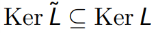 Ker L̃ ⊆ Ker L